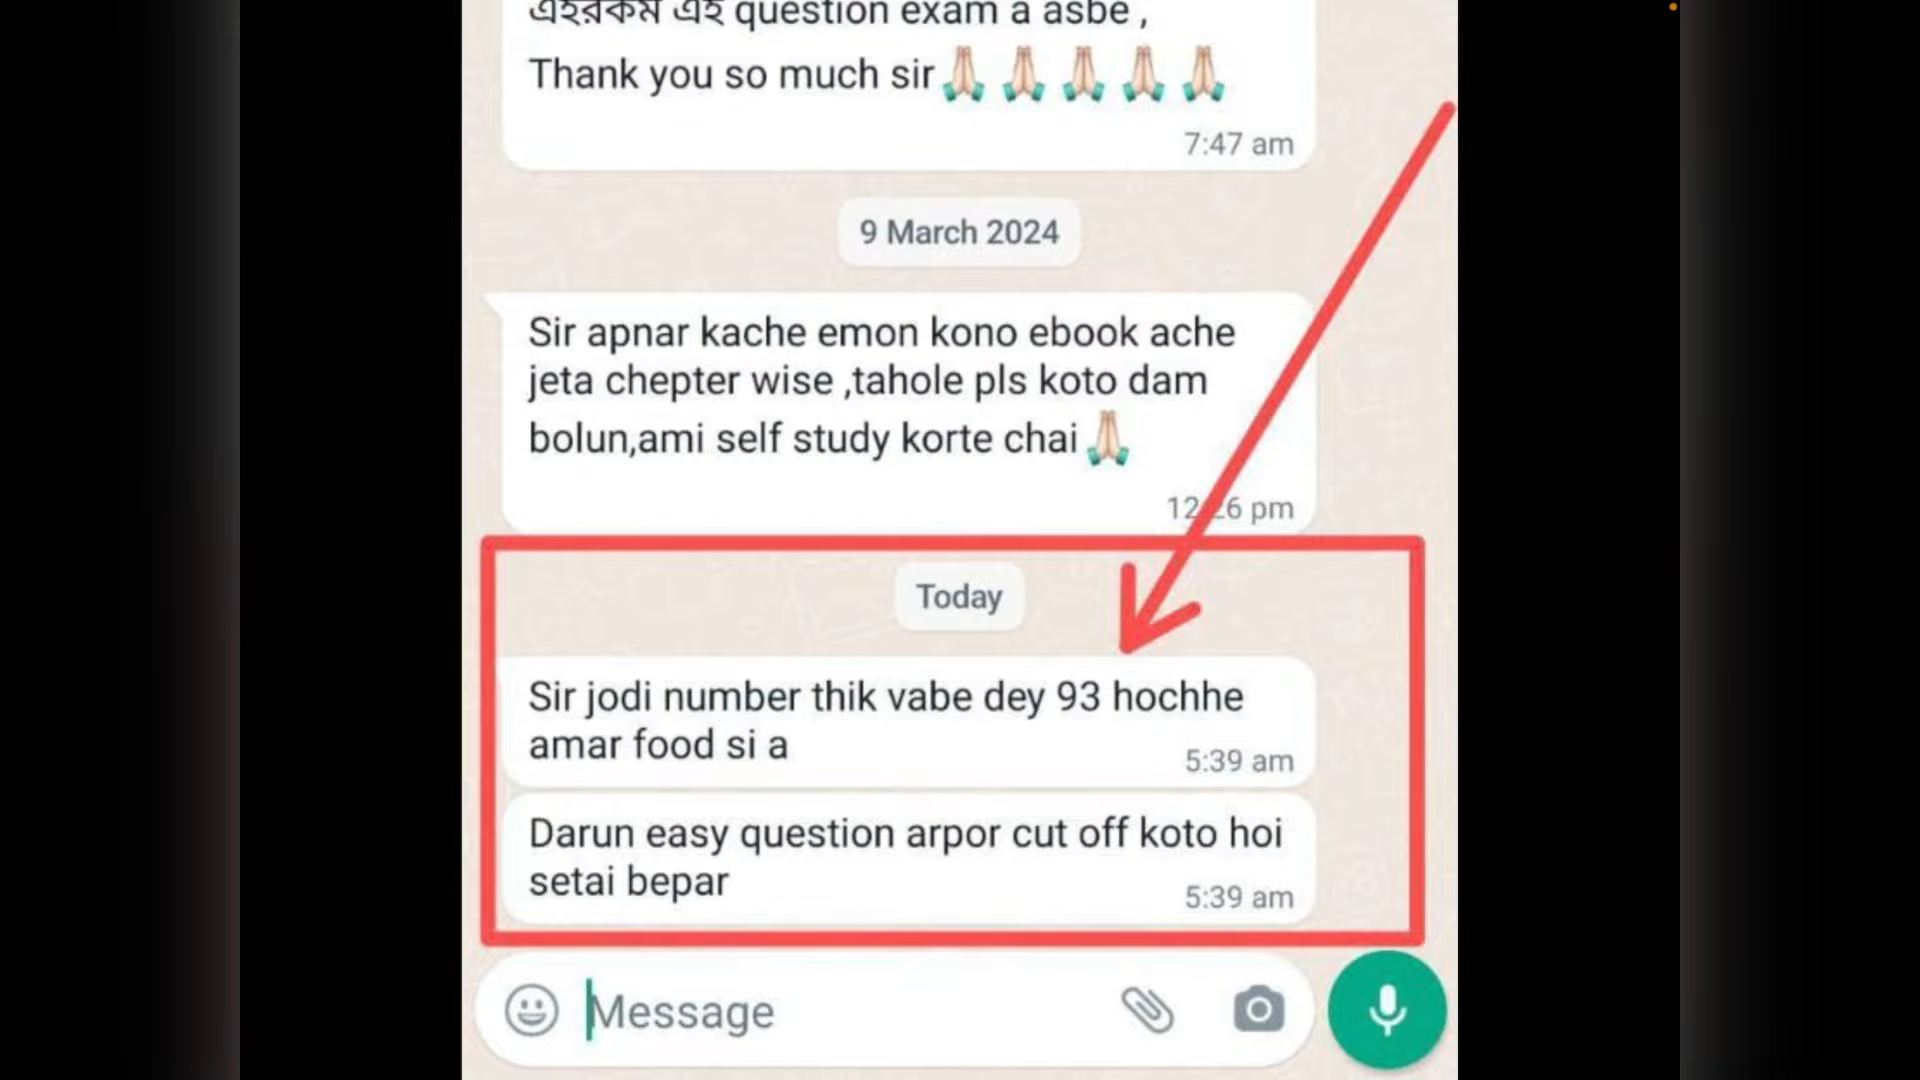 এইরকম এই question exam a asbe ,
Thank you so much sir🙏🏻🙏🏻🙏🏻🙏🏻🙏🏻
7:47 am
9 March 2024
Sir apnar kache emon kono ebook ache
jeta chepter wise ,tahole pls koto dam
bolun,ami self study korte chai🙏🏻
12:26 pm
Today
Sir jodi number thik vabe dey 93 hochhe
amar food si a
5:39 am
Darun easy question arpor cut off koto hoi
setai bepar
5:39 am
Message